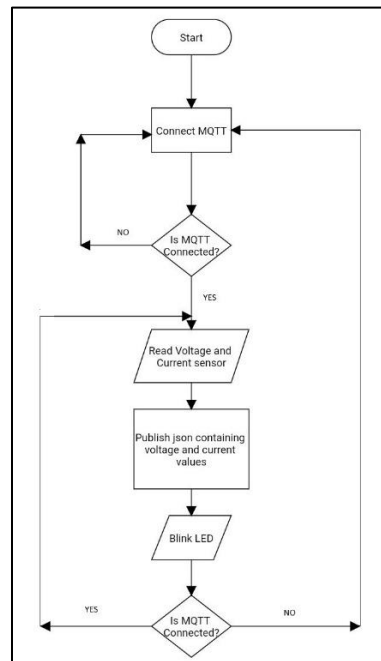 Start
Connect MQTT
NO
Is MQTT
Connected?
YES
Read Voltage and
Current sensor
Publish json containing
voltage and current
values
Blink LED
YES
NO
Is MQTT
Connected?